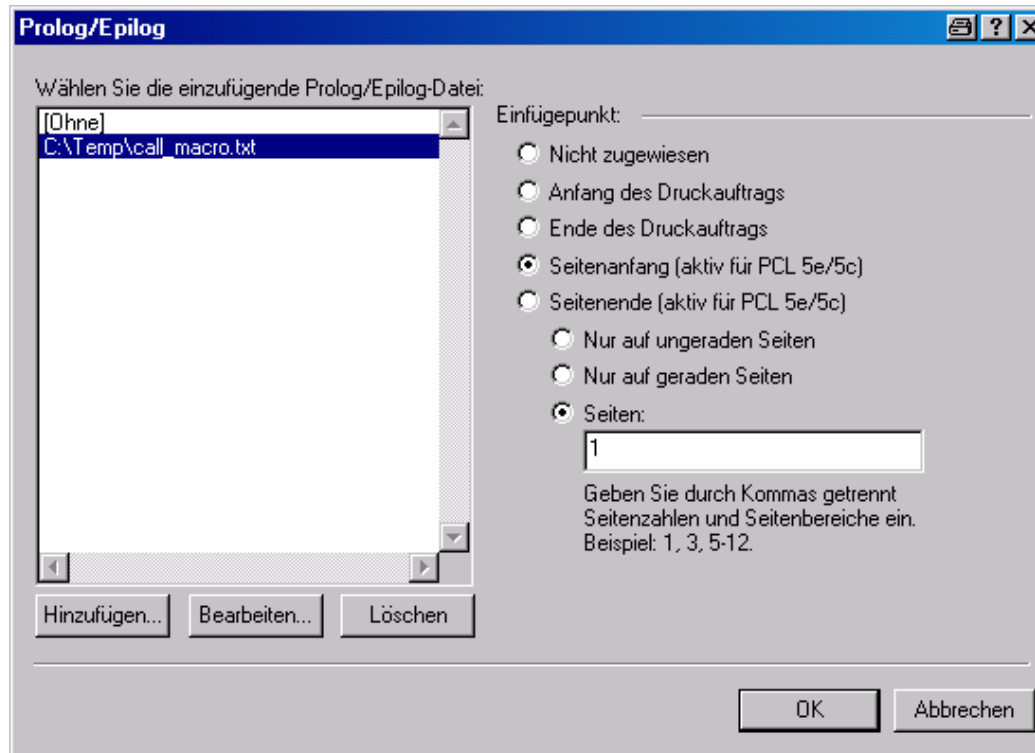 Prolog/Epilog
Wählen Sie die einzufügende Prolog/Epilog-Datei:
[Ohne]
C:\Temp\call_macro.txt
Hinzufügen...
Bearbeiten...
Löschen
Einfügepunkt:
Nicht zugewiesen
Anfang des Druckauftrags
Ende des Druckauftrags
Seitenanfang (aktiv für PCL 5e/5c)
Seitenende (aktiv für PCL 5e/5c)
Nur auf ungeraden Seiten
Nur auf geraden Seiten
Seiten:
1
Geben Sie durch Kommas getrennt
Seitenzahlen und Seitenbereiche ein.
Beispiel: 1, 3, 5-12.
OK
Abbrechen